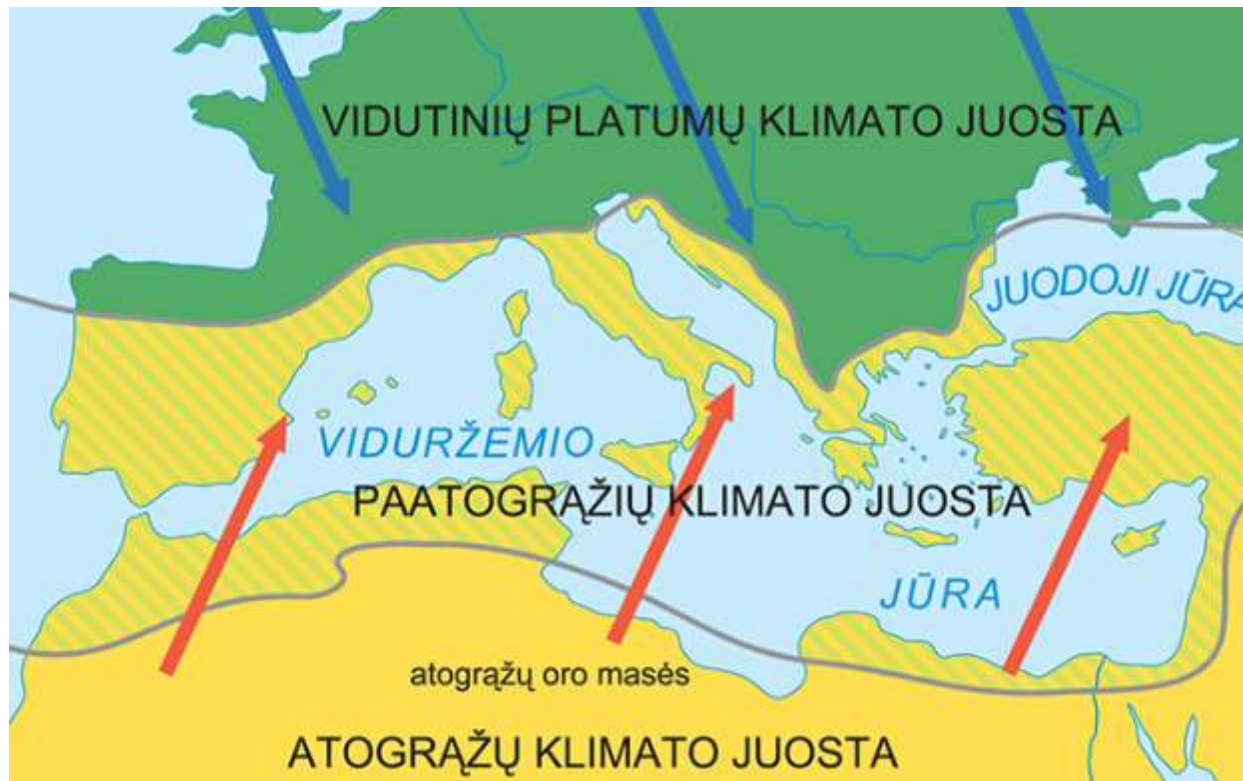 VIDUTINIŲ PLATUMŲ KLIMATO JUOSTA
JUODOJI JŪRA
VIDURŽEMIO
PAATOGRĄŽIŲ KLIMATO JUOSTA
JŪRA
atogrąžų oro masės
ATOGRĄŽŲ KLIMATO JUOSTA